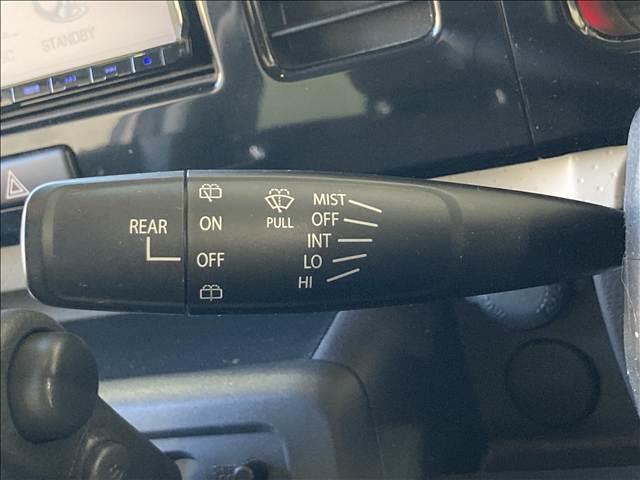 STANDBY
REAR
ON
OFF
PULL
MIST
OFF
INT
LO
HI